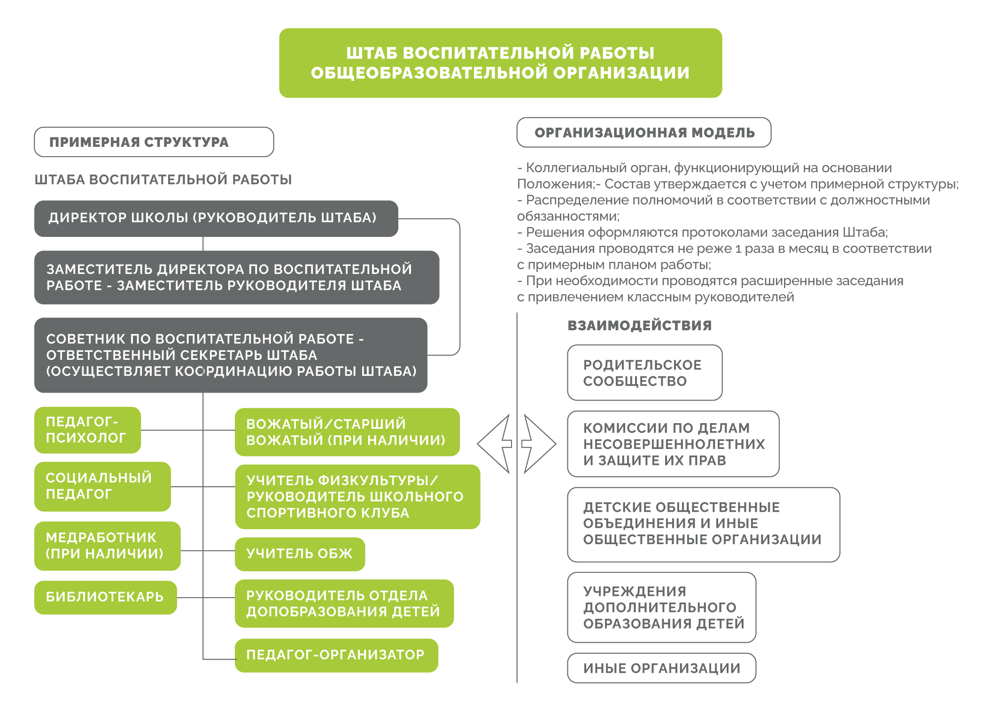 ШТАБ ВОСПИТАТЕЛЬНОЙ РАБОТЫ
ОБЩЕОБРАЗОВАТЕЛЬНОЙ ОРГАНИЗАЦИИ
ПРИМЕРНАЯ СТРУКТУРА
ШТАБА ВОСПИТАТЕЛЬНОЙ РАБОТЫ
ДИРЕКТОР ШКОЛЫ (РУКОВОДИТЕЛЬ ШТАБА)
ЗАМЕСТИТЕЛЬ ДИРЕКТОРА ПО ВОСПИТАТЕЛЬНОЙ
РАБОТЕ - ЗАМЕСТИТЕЛЬ РУКОВОДИТЕЛЯ ШТАБА
СОВЕТНИК ПО ВОСПИТАТЕЛЬНОЙ РАБОТЕ -
ОТВЕТСТВЕННЫЙ СЕКРЕТАРЬ ШТАБА
(ОСУЩЕСТВЛЯЕТ КООРДИНАЦИЮ РАБОТЫ ШТАБА)
ПЕДАГОГ-
ПСИХОЛОГ
СОЦИАЛЬНЫЙ
ПЕДАГОГ
МЕДРАБОТНИК
(ПРИ НАЛИЧИИ)
БИБЛИОТЕКАРЬ
ВОЖАТЫЙ/СТАРШИЙ
ВОЖАТЫЙ (ПРИ НАЛИЧИИ)
УЧИТЕЛЬ ФИЗКУЛЬТУРЫ/
РУКОВОДИТЕЛЬ ШКОЛЬНОГО
СПОРТИВНОГО КЛУБА
УЧИТЕЛЬ ОБЖ
РУКОВОДИТЕЛЬ ОТДЕЛА
ДОПОБРАЗОВАНИЯ ДЕТЕЙ
ПЕДАГОГ-ОРГАНИЗАТОР
ОРГАНИЗАЦИОННАЯ МОДЕЛЬ
- Коллегиальный орган, функционирующий на основании
Положения;- Состав утверждается с учетом примерной структуры;
- Распределение полномочий в соответствии с должностными
обязанностями;
- Решения оформляются протоколами заседания Штаба;
- Заседания проводятся не реже 1 раза в месяц в соответствии
с примерным планом работы;
- При необходимости проводятся расширенные заседания
с привлечением классным руководителей
ВЗАИМОДЕЙСТВИЯ
РОДИТЕЛЬСКОЕ
СООБЩЕСТВО
КОМИССИИ ПО ДЕЛАМ
НЕСОВЕРШЕННОЛЕТНИХ
И ЗАЩИТЕ ИХ ПРАВ
ДЕТСКИЕ ОБЩЕСТВЕННЫЕ
ОБЪЕДИНЕНИЯ И ИНЫЕ
ОБЩЕСТВЕННЫЕ ОРГАНИЗАЦИИ
УЧРЕЖДЕНИЯ
ДОПОЛНИТЕЛЬНОГО
ОБРАЗОВАНИЯ ДЕТЕЙ
ИНЫЕ ОРГАНИЗАЦИИ